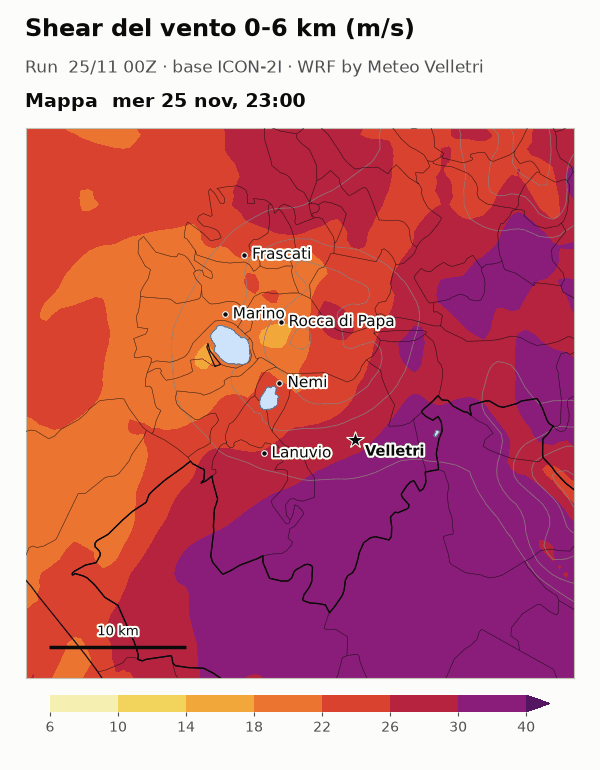 Shear del vento 0-6 km (m/s)
Run  25/11 00Z · base ICON-2I · WRF by Meteo Velletri
Mappa  mer 25 nov, 23:00
Frascati
Marino
Rocca di Papa
Nemi
Velletri
Lanuvio
10 km
6 10 14 18 22 26 30 40